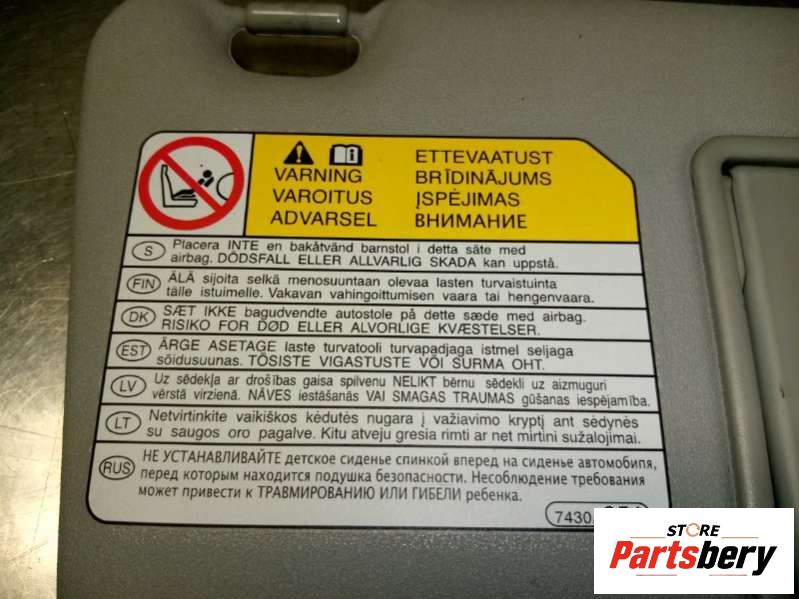 VARNING
VAROITUS
ADVARSEL
ETTEVAATUST
BRĪDINĀJUMS
ĮSPĖJIMAS
ВНИМАНИЕ
S Placera INTE en bakåtvänd barnstol i detta säte med
airbag. DÖDSFALL ELLER ALLVARLIG SKADA kan uppstå.
FIN ÄLÄ sijoita selkä menosuuntaan olevaa lasten turvaistuinta
tälle istuimelle. Vakavan vahingoittumisen vaara tai hengenvaara.
DK SÆT IKKE bagudvendte autostole på dette sæde med airbag.
RISIKO FOR DØD ELLER ALVORLIGE KVÆSTELSER.
EST ÄRGE ASETAGE laste turvatooli turvapadjaga istmel seljaga
sõidusuunas. TÕSISTE VIGASTUSTE VÕI SURMA OHT.
LV Uz sēdekļa ar drošības gaisa spilvenu NELIKT bērnu sēdekli uz aizmuguri
vērstā virzienā. NĀVES iestāšanās VAI SMAGAS TRAUMAS gūšanas iespējamība.
LT Netvirtinkite vaikiškos kėdutės nugara į važiavimo kryptį ant sėdynės
su saugos oro pagalve. Kitu atveju gresia rimti ar net mirtini sužalojimai.
RUS НЕ УСТАНАВЛИВАЙТЕ детское сиденье спинкой вперед на сиденье автомобипя,
перед которым находится подушка безопасности. Несоблюдение требования
может привести к ТРАВМИРОВАНИЮ ИЛИ ГИБЕЛИ ребенка.
7430
STORE
Partsbery